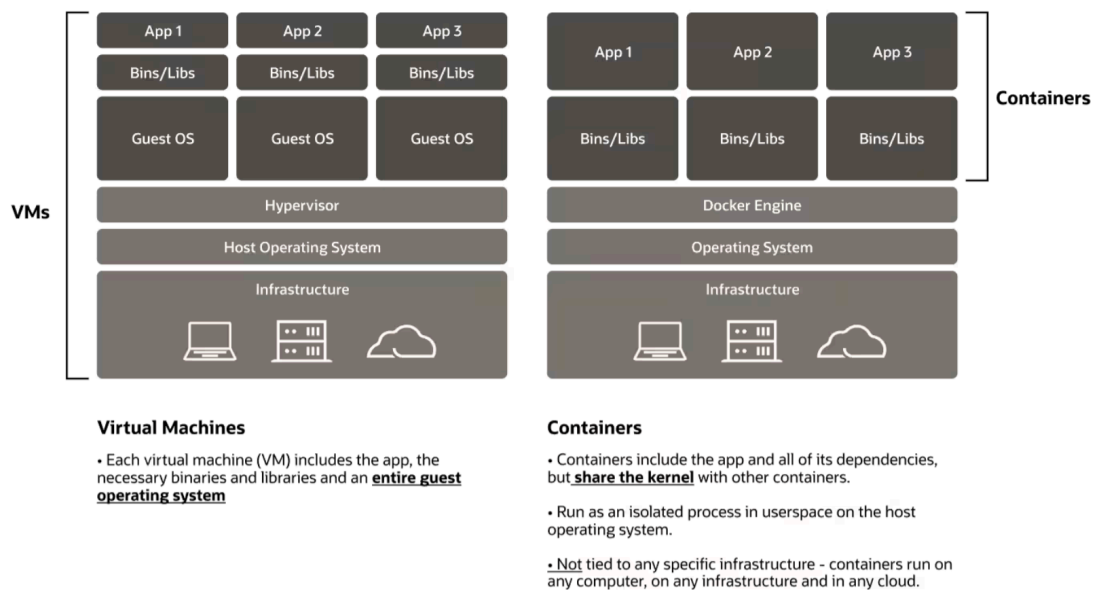 VMs
App 1
App 2
App 3
Bins/Libs
Bins/Libs
Bins/Libs
Guest OS
Guest OS
Guest OS
Hypervisor
Host Operating System
Infrastructure
App 1
App 2
App 3
Bins/Libs
Bins/Libs
Bins/Libs
Docker Engine
Operating System
Infrastructure
Containers
Virtual Machines
• Each virtual machine (VM) includes the app, the
necessary binaries and libraries and an entire guest
operating system
Containers
• Containers include the app and all of its dependencies,
but share the kernel with other containers.
• Run as an isolated process in userspace on the host
operating system.
• Not tied to any specific infrastructure - containers run on
any computer, on any infrastructure and in any cloud.